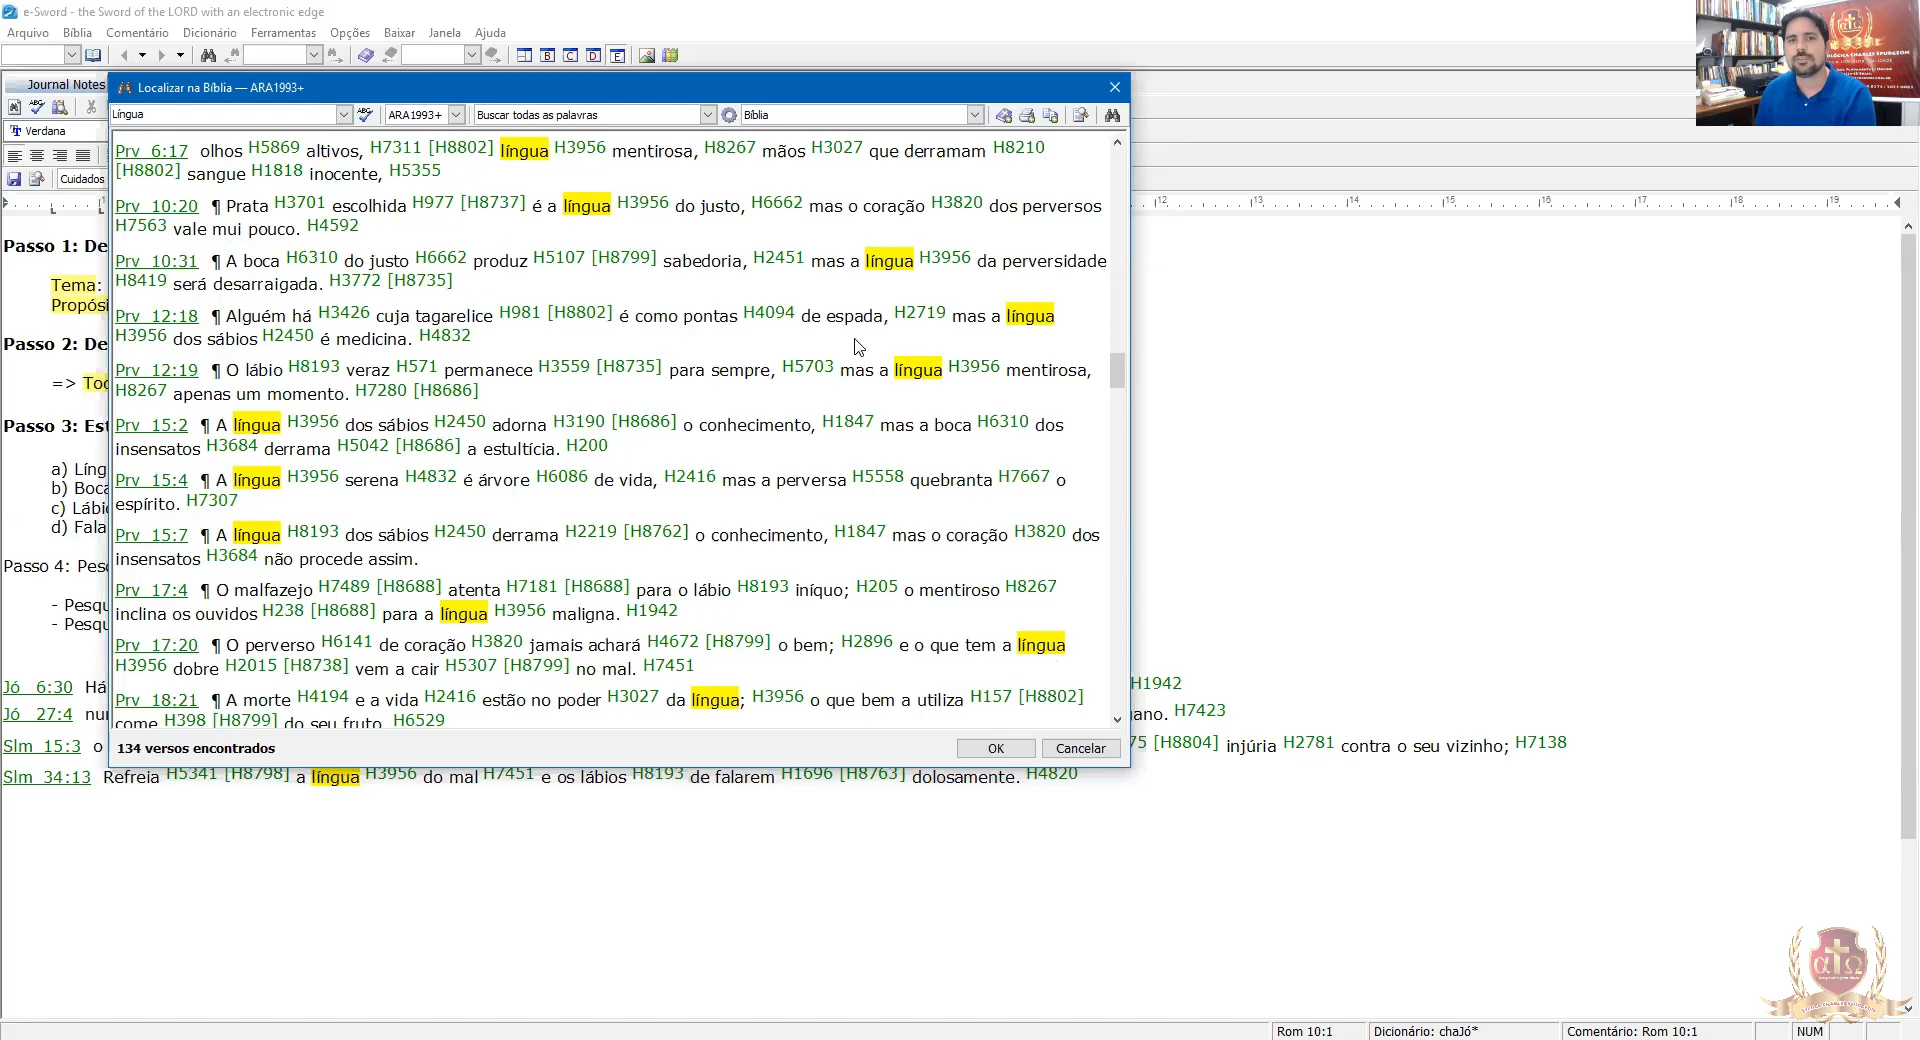 e-Sword - the Sword of the LORD with an electronic edge
Arquivo Bíblia Comentário Dicionário Ferramentas Opções Baixar Janela Ajuda
B C D E
Journal Notes
Localizar na Bíblia — ARA1993+
Língua ARA1993+ Buscar todas as palavras Bíblia
Verdana
Cuidados
12 13 14 15 16 17 18 19
Prv 6:17 olhos H5869 altivos, H7311 [H8802] língua H3956 mentirosa, H8267 mãos H3027 que derramam H8210
[H8802] sangue H1818 inocente, H5355
Prv 10:20 ¶ Prata H3701 escolhida H977 [H8737] é a língua H3956 do justo, H6662 mas o coração H3820 dos perversos
H7563 vale mui pouco. H4592
Prv 10:31 ¶ A boca H6310 do justo H6662 produz H5107 [H8799] sabedoria, H2451 mas a língua H3956 da perversidade
H8419 será desarraigada. H3772 [H8735]
Prv 12:18 ¶ Alguém há H3426 cuja tagarelice H981 [H8802] é como pontas H4094 de espada, H2719 mas a língua
H3956 dos sábios H2450 é medicina. H4832
Prv 12:19 ¶ O lábio H8193 veraz H571 permanece H3559 [H8735] para sempre, H5703 mas a língua H3956 mentirosa,
H8267 apenas um momento. H7280 [H8686]
Prv 15:2 ¶ A língua H3956 dos sábios H2450 adorna H3190 [H8686] o conhecimento, H1847 mas a boca H6310 dos
insensatos H3684 derrama H5042 [H8686] a estultícia. H200
Prv 15:4 ¶ A língua H3956 serena H4832 é árvore H6086 de vida, H2416 mas a perversa H5558 quebranta H7667 o
espírito. H7307
Prv 15:7 ¶ A língua H8193 dos sábios H2450 derrama H2219 [H8762] o conhecimento, H1847 mas o coração H3820 dos
insensatos H3684 não procede assim.
Prv 17:4 ¶ O malfazejo H7489 [H8688] atenta H7181 [H8688] para o lábio H8193 iníquo; H205 o mentiroso H8267
inclina os ouvidos H238 [H8688] para a língua H3956 maligna. H1942
Prv 17:20 ¶ O perverso H6141 de coração H3820 jamais achará H4672 [H8799] o bem; H2896 e o que tem a língua
H3956 dobre H2015 [H8738] vem a cair H5307 [H8799] no mal. H7451
Prv 18:21 ¶ A morte H4194 e a vida H2416 estão no poder H3027 da língua; H3956 o que bem a utiliza H157 [H8802]
come H398 [H8799] do seu fruto. H6529
134 versos encontrados
OK Cancelar
Passo 1: De
Tema:
Propósi
Passo 2: De
=> Tod
Passo 3: Est
a) Líng
b) Boca
c) Lábi
d) Fala
Passo 4: Pesq
- Pesqu
- Pesqu
Jó 6:30 Há H1942
Jó 27:4 nun ano. H7423
Slm 15:3 o 75 [H8804] injúria H2781 contra o seu vizinho; H7138
Slm 34:13 Refreia H5341 [H8798] a língua H3956 do mal H7451 e os lábios H8193 de falarem H1696 [H8763] dolosamente. H4820
Rom 10:1 Dicionário: chaJó* Comentário: Rom 10:1 NUM